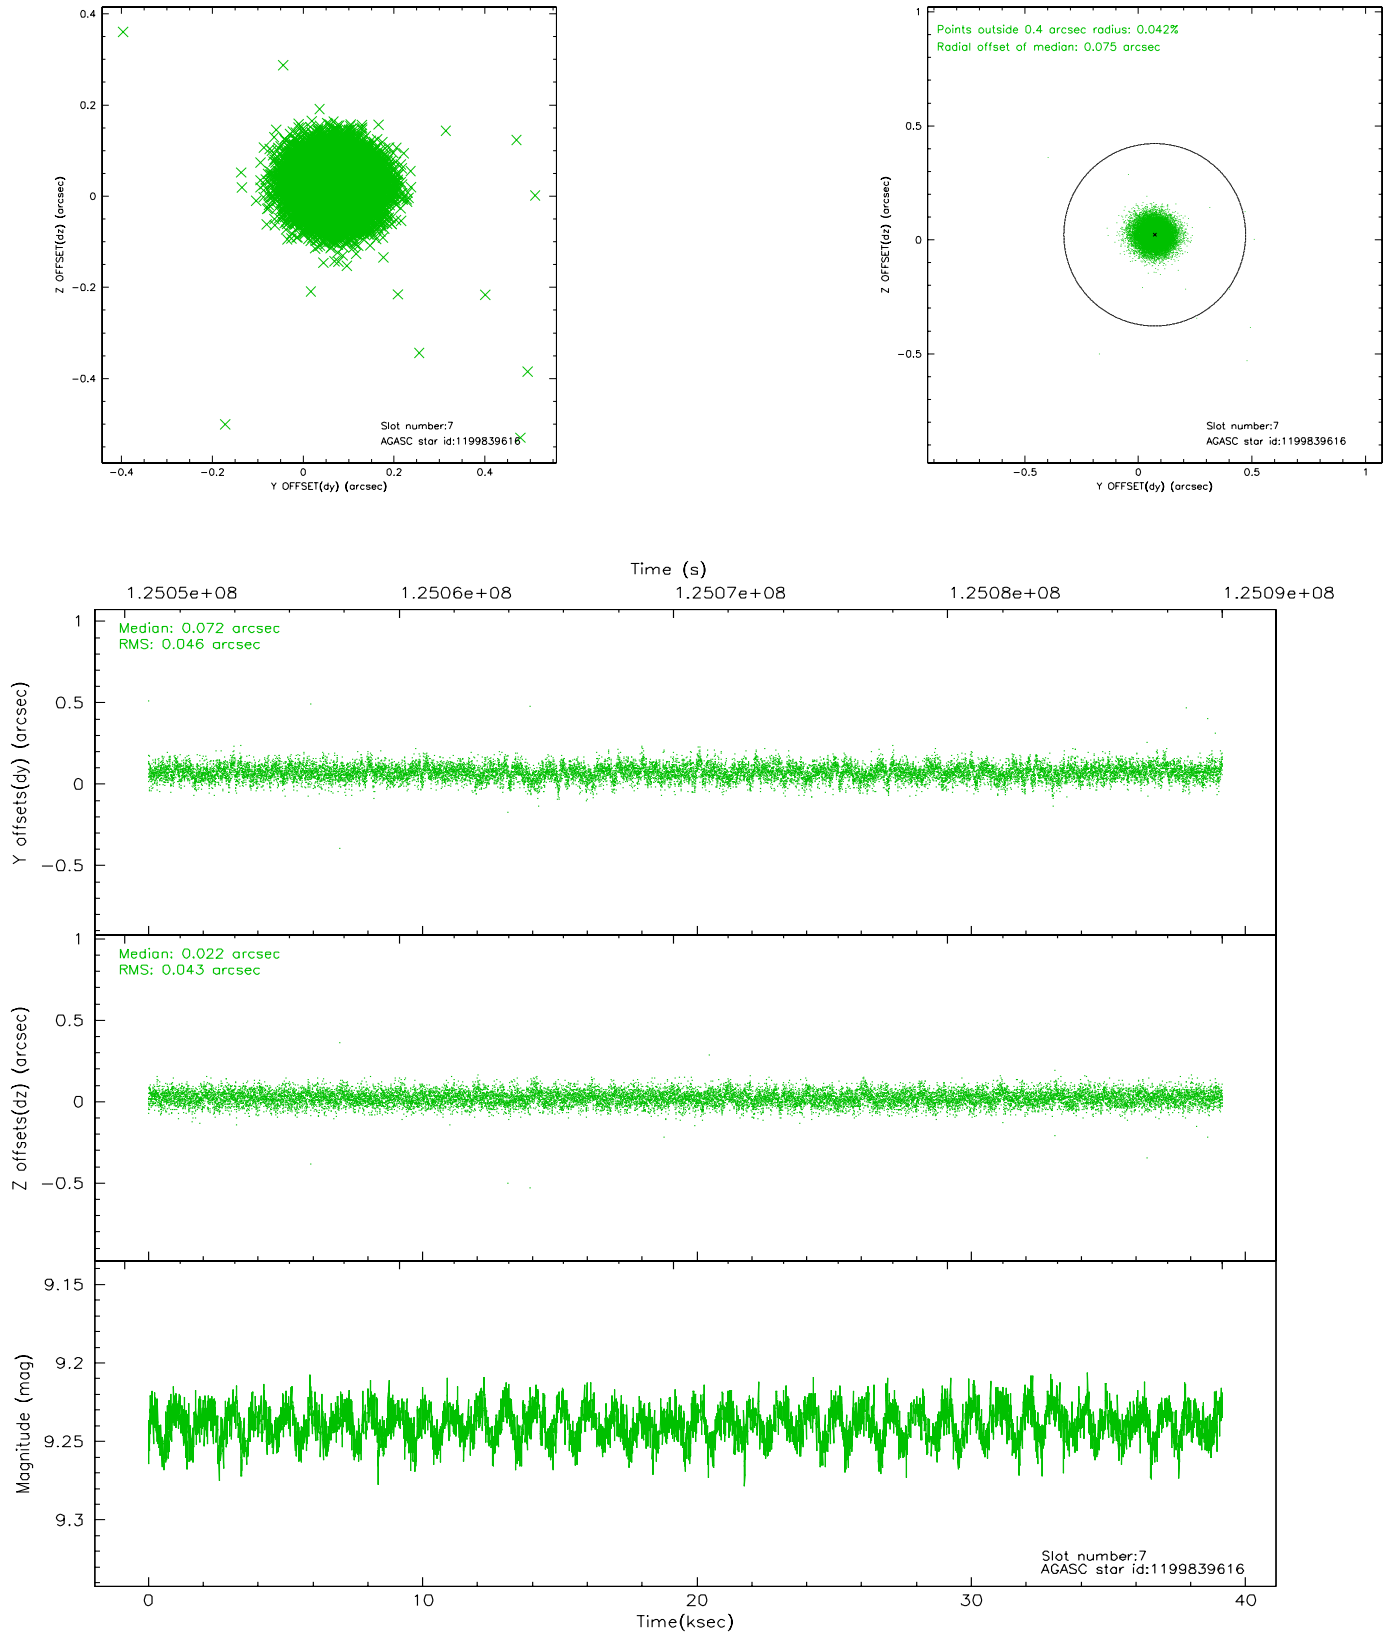 0.4
0.2
0
−0.2
−0.4
Z OFFSET(dz) (arcsec)
Slot number:7
AGASC star id:1199839616
−0.4 −0.2 0 0.2 0.4
Y OFFSET(dy) (arcsec)
1
0.5
0
−0.5
Z OFFSET(dz) (arcsec)
Points outside 0.4 arcsec radius: 0.042%
Radial offset of median: 0.075 arcsec
Slot number:7
AGASC star id:1199839616
−0.5 0 0.5 1
Y OFFSET(dy) (arcsec)
Time (s)
1.2505e+08 1.2506e+08 1.2507e+08 1.2508e+08 1.2509e+08
Median: 0.072 arcsec
RMS: 0.046 arcsec
1
0.5
0
−0.5
Y offsets(dy) (arcsec)
Median: 0.022 arcsec
RMS: 0.043 arcsec
1
0.5
0
−0.5
Z offsets(dz) (arcsec)
9.15
9.2
9.25
9.3
Magnitude (mag)
Slot number:7
AGASC star id:1199839616
0 10 20 30 40
Time(ksec)